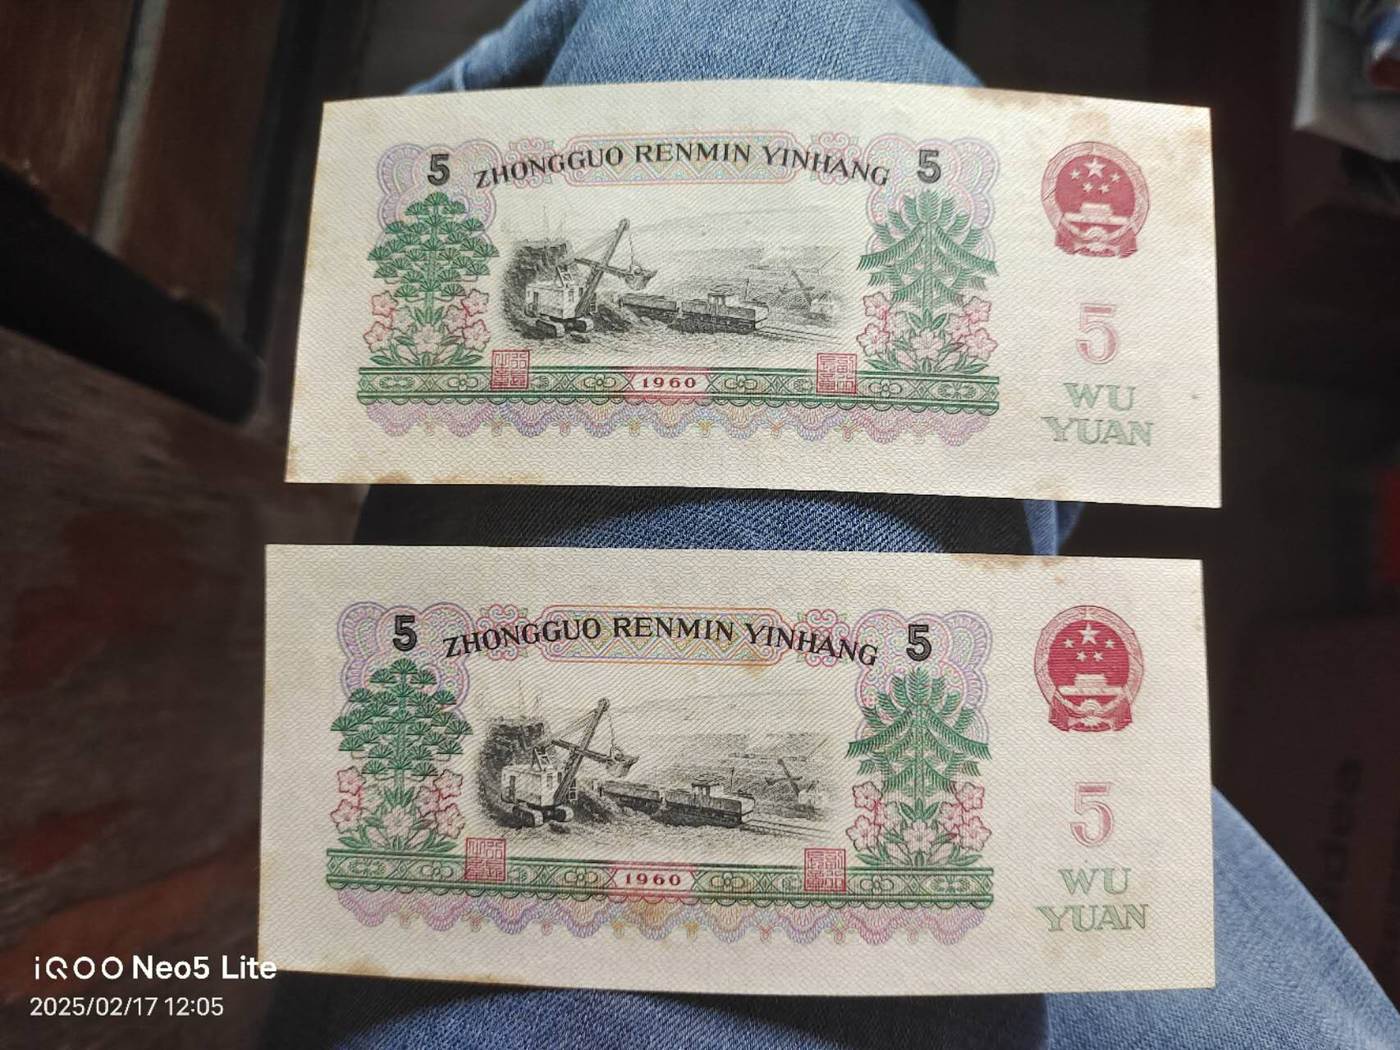 5 ZHONGGUO RENMIN YINHANG 5
1960
5
WU
YUAN
5 ZHONGGUO RENMIN YINHANG 5
1960
5
WU
YUAN
iQOO Neo5 Lite
2025/02/17 12:05